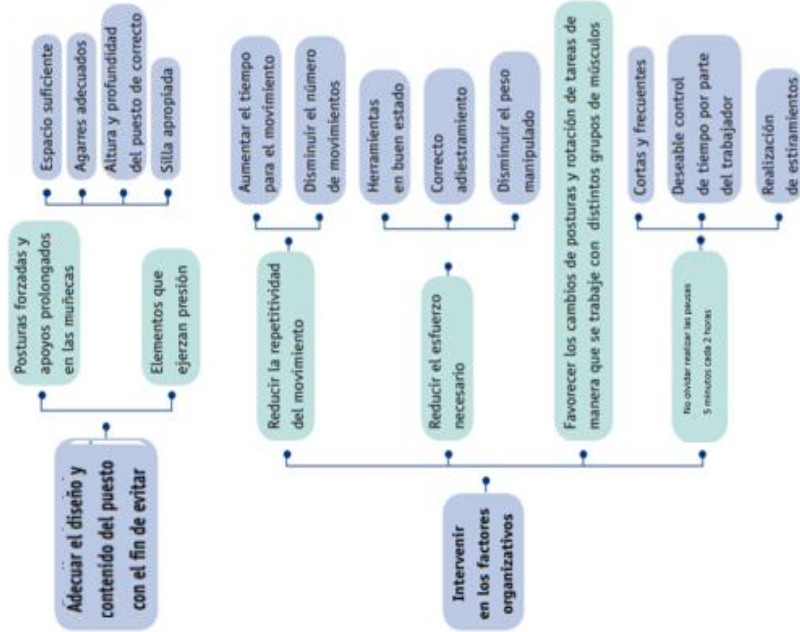 Adecuar el diseño y
contenido del puesto
con el fin de evitar
Posturas forzadas y
apoyos prolongados
en las muñecas
Elementos que
ejerzan presión
Espacio suficiente
Agarres adecuados
Altura y profundidad
del puesto de correcto
Silla apropiada
Intervenir
en los factores
organizativos
Reducir la repetitividad
del movimiento
Aumentar el tiempo
para el movimiento
Disminuir el número
de movimientos
Reducir el esfuerzo
necesario
Herramientas
en buen estado
Correcto
adiestramiento
Disminuir el peso
manipulado
Favorecer los cambios de posturas y rotación de tareas de
manera que se trabaje con distintos grupos de músculos
No olvidar realizar las pausas
5 minutos cada 2 horas
Cortas y frecuentes
Deseable control
de tiempo por parte
del trabajador
Realización
de estiramientos